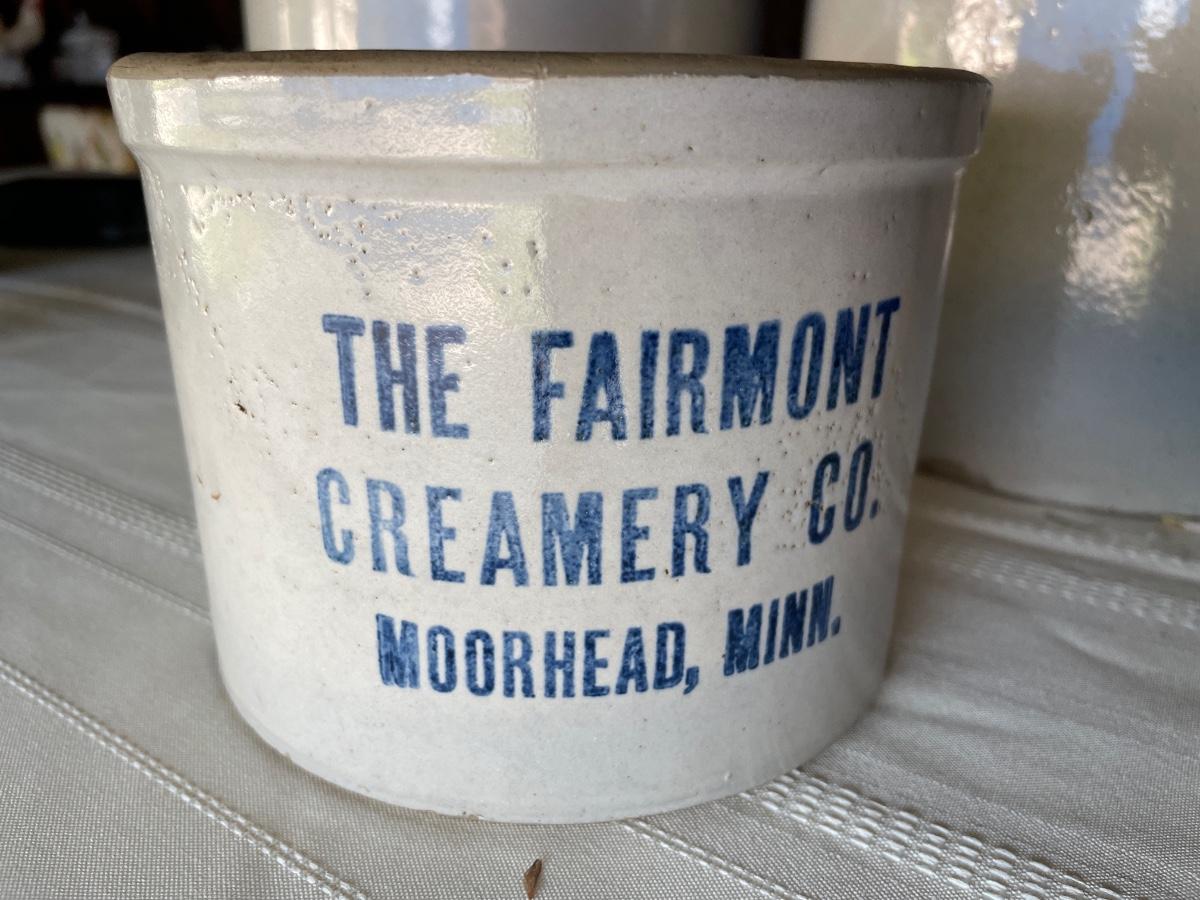 THE FAIRMONT
CREAMERY CO.
MOORHEAD, MINN.